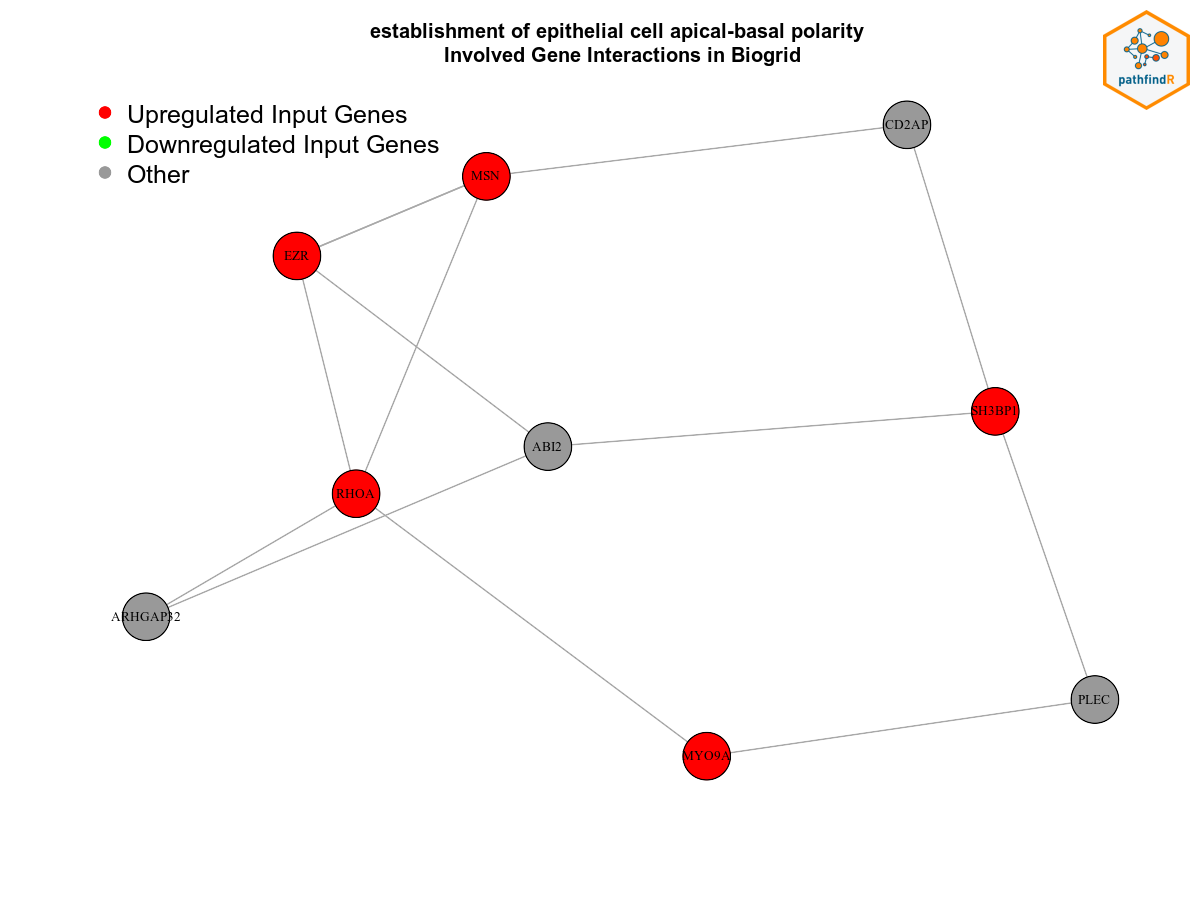 establishment of epithelial cell apical-basal polarity
Involved Gene Interactions in Biogrid
pathfindR
Upregulated Input Genes
Downregulated Input Genes
Other
CD2AP
MSN
EZR
SH3BP1
ABI2
RHOA
ARHGAP32
PLEC
MYO9A